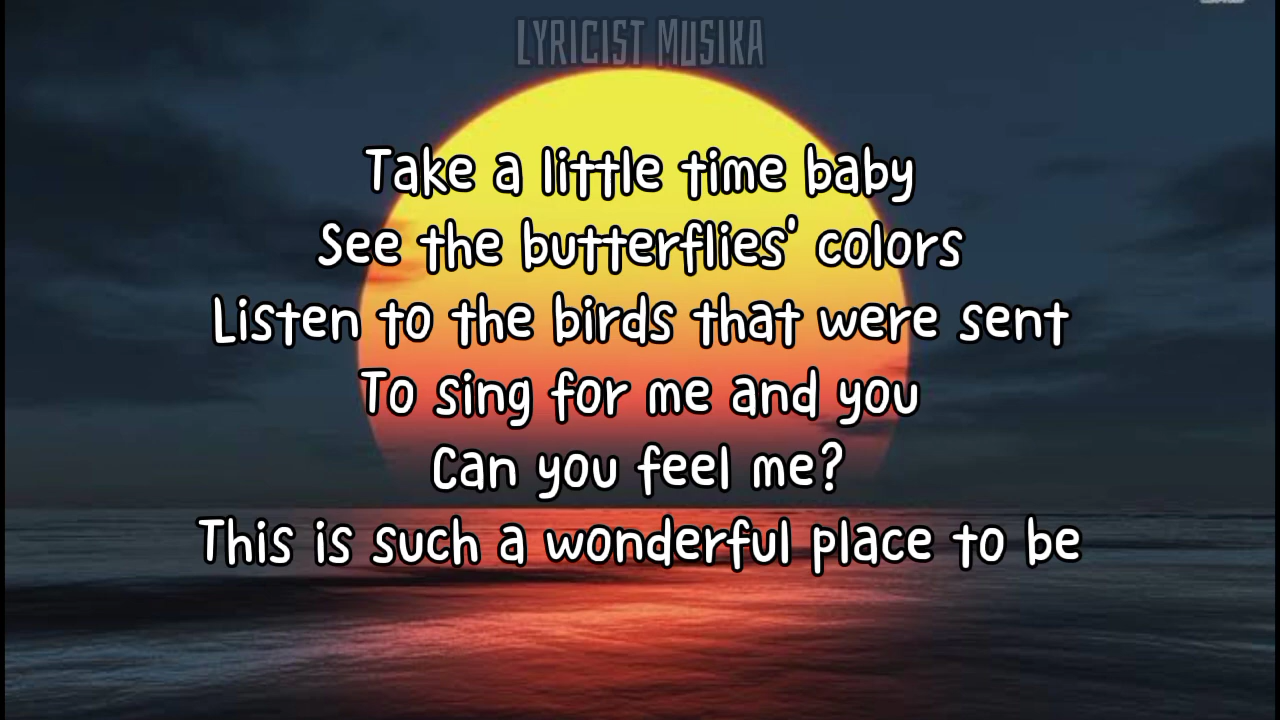 LYRICIST MUSIKA
Take a little time baby
See the butterflies' colors
Listen to the birds that were sent
To sing for me and you
Can you feel me?
This is such a wonderful place to be